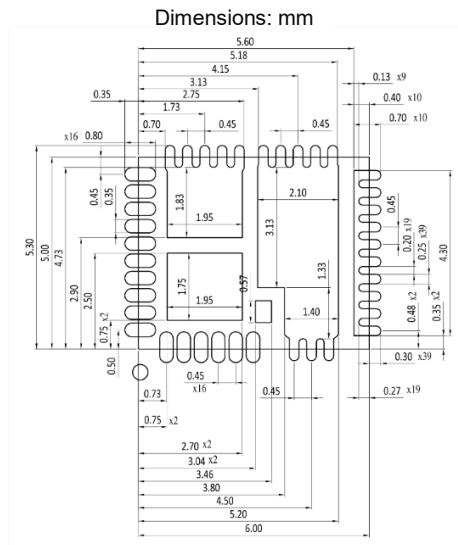 Dimensions: mm
5.60
5.18
4.15
3.13
0.13 x9
0.35
2.75
0.40 x10
1.73
0.70 x10
x16 0.80
0.70
0.45
0.45
0.45
0.35
1.83
1.95
3.13
2.10
0.45
0.20 x19
0.25 x39
4.30
5.30
5.00
4.73
2.90
2.50
0.75 x2
0.50
1.75
1.95
0.57
1.33
1.40
0.48 x2
0.35 x2
0.45
x16
0.45
0.30 x39
0.27 x19
0.73
0.75 x2
2.70 x2
3.04 x2
3.46
3.80
4.50
5.20
6.00